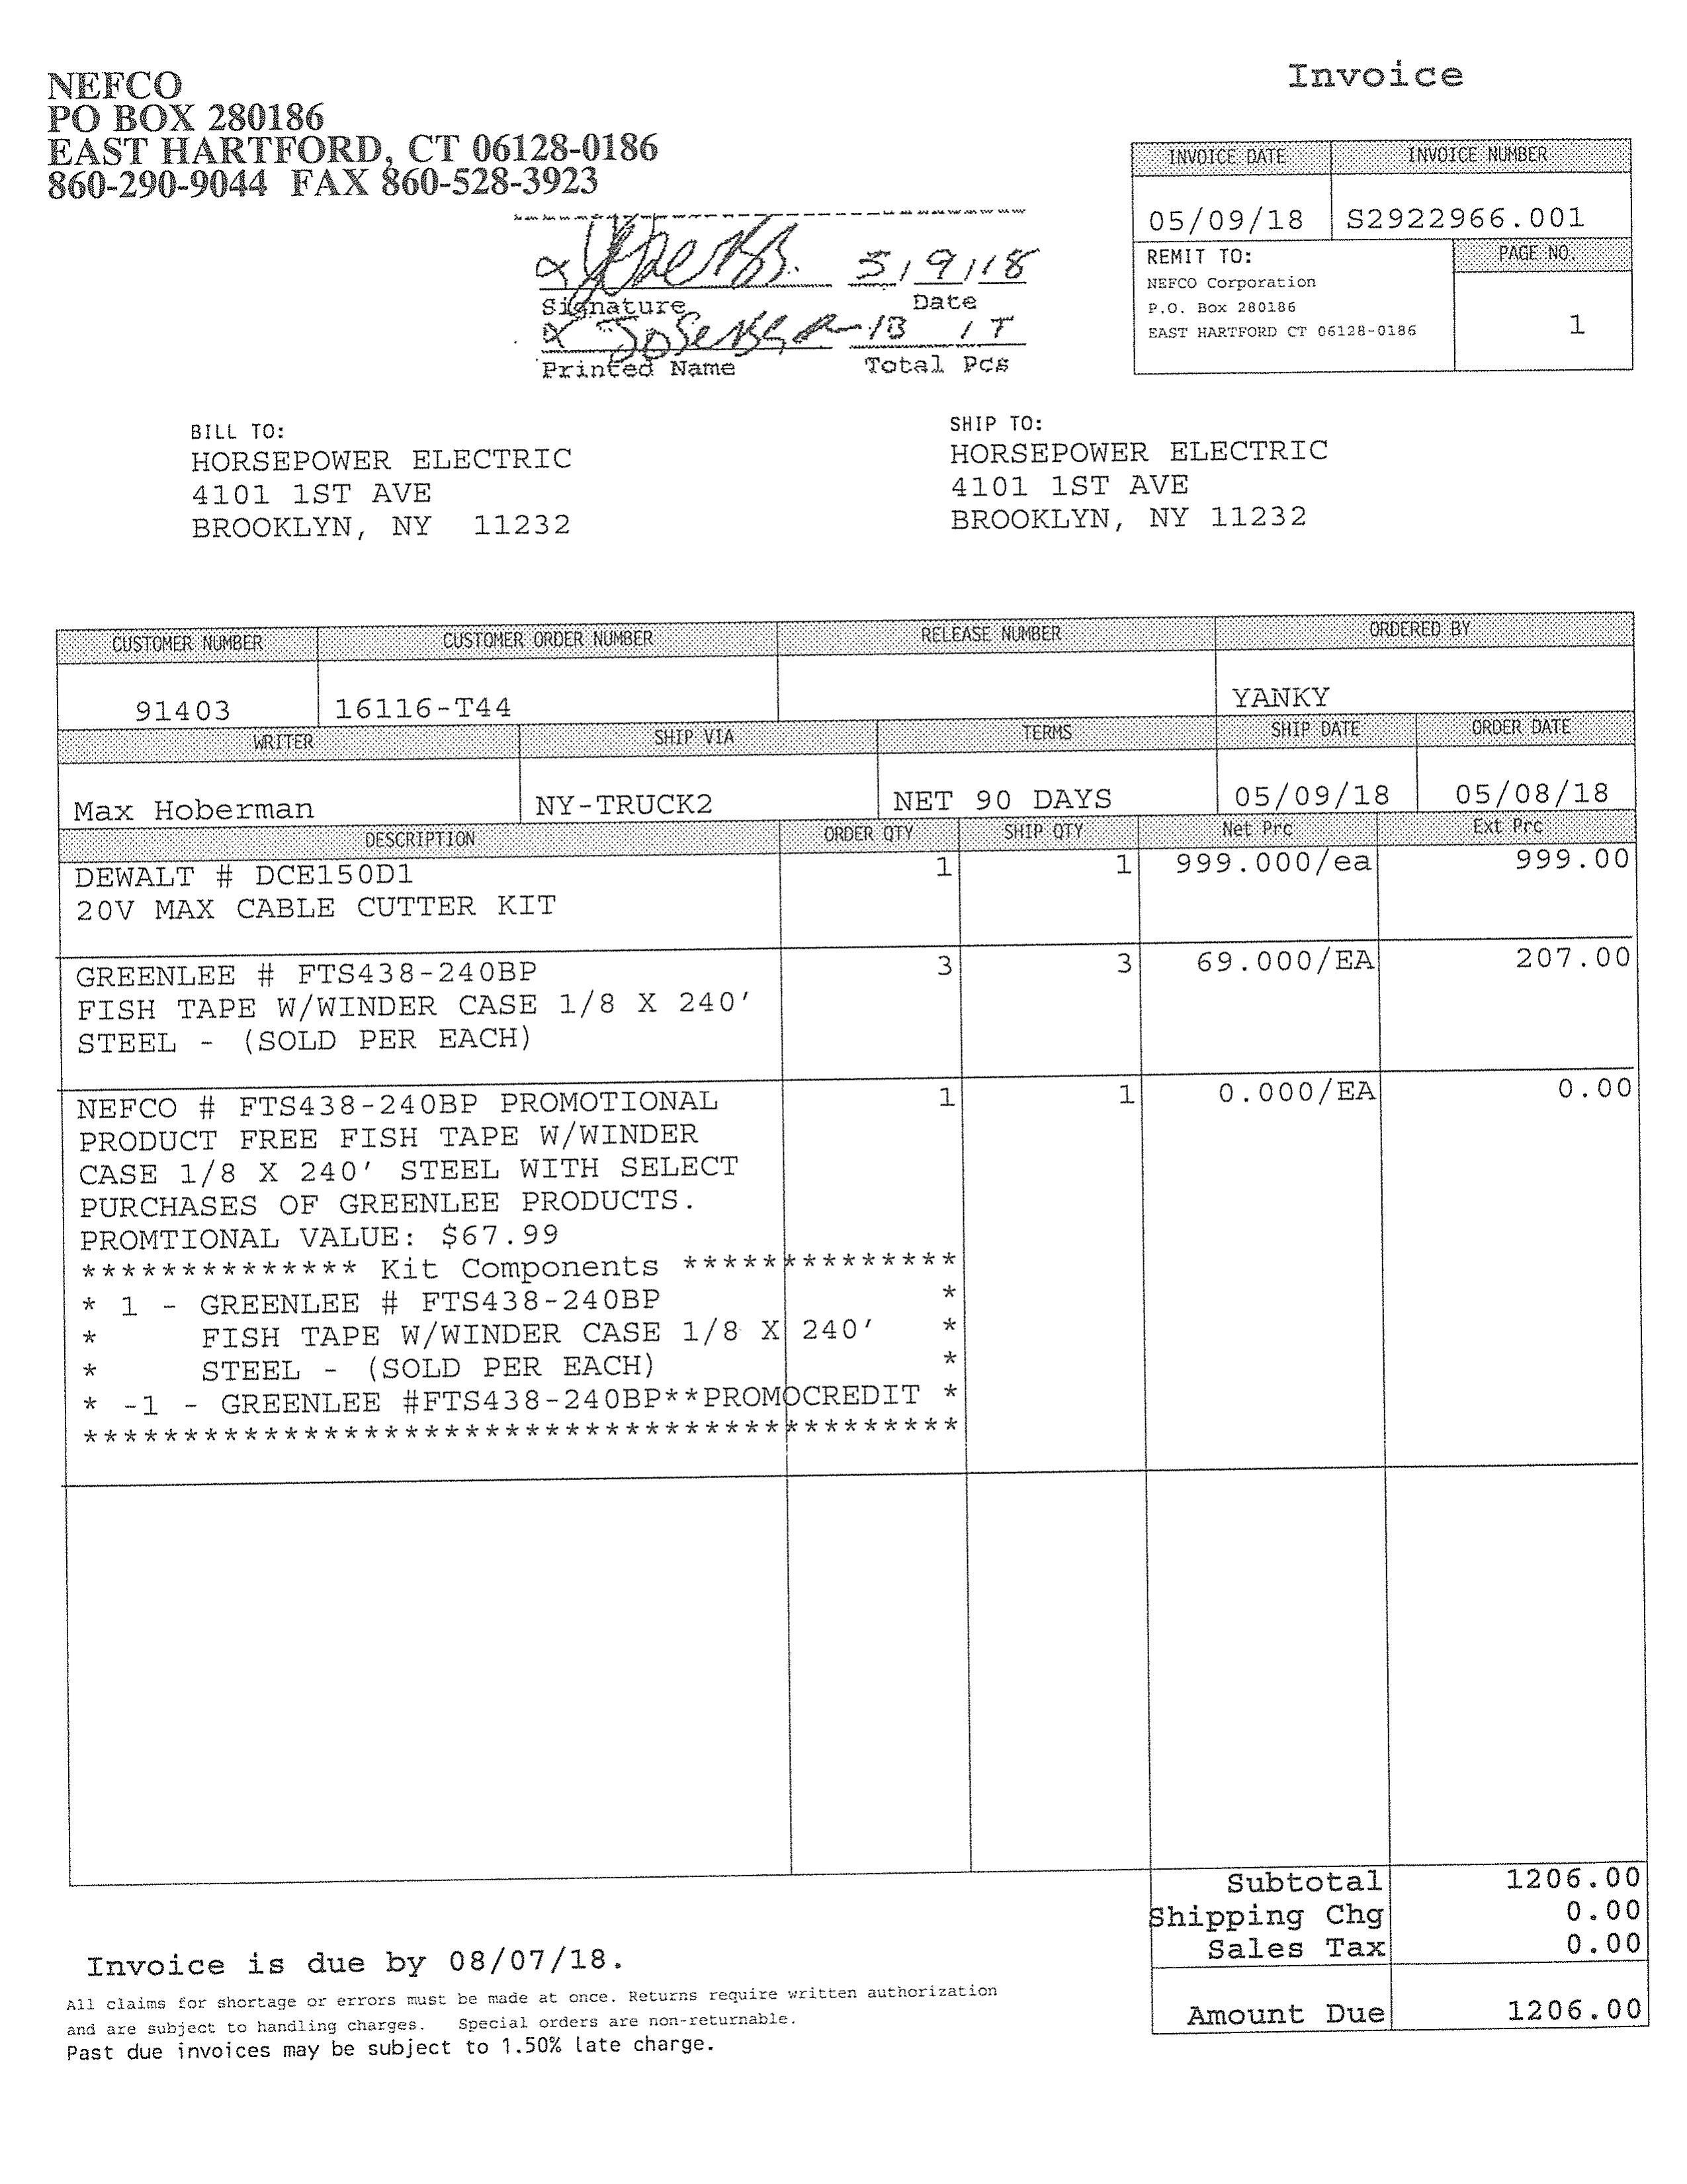 Invoice
NEFCO
PO BOX 280186
EAST HARTFORD, CT 06128-0186
860-290-9044 FAX 860-528-3923
INVOICE DATE INVOICE NUMBER
05/09/18 S2922966.001
REMIT TO: PAGE NO.
NEFCO Corporation
P.O. Box 280186
EAST HARTFORD CT 06128-0186
1
5/9/18
Signature Date
1B 1T
Printed Name Total Pcs
BILL TO:
HORSEPOWER ELECTRIC
4101 1ST AVE
BROOKLYN, NY 11232
SHIP TO:
HORSEPOWER ELECTRIC
4101 1ST AVE
BROOKLYN, NY 11232
CUSTOMER NUMBER CUSTOMER ORDER NUMBER RELEASE NUMBER ORDERED BY
91403 16116-T44 YANKY
WRITER SHIP VIA TERMS SHIP DATE ORDER DATE
Max Hoberman NY-TRUCK2 NET 90 DAYS 05/09/18 05/08/18
DESCRIPTION ORDER QTY SHIP QTY Net Prc Ext Prc
DEWALT # DCE150D1 1 1 999.000/ea 999.00
20V MAX CABLE CUTTER KIT
GREENLEE # FTS438-240BP 3 3 69.000/EA 207.00
FISH TAPE W/WINDER CASE 1/8 X 240'
STEEL - (SOLD PER EACH)
NEFCO # FTS438-240BP PROMOTIONAL 1 1 0.000/EA 0.00
PRODUCT FREE FISH TAPE W/WINDER
CASE 1/8 X 240' STEEL WITH SELECT
PURCHASES OF GREENLEE PRODUCTS.
PROMTIONAL VALUE: $67.99
************** Kit Components **************
* 1 - GREENLEE # FTS438-240BP *
* FISH TAPE W/WINDER CASE 1/8 X 240' *
* STEEL - (SOLD PER EACH) *
* -1 - GREENLEE #FTS438-240BP**PROMOCREDIT *
********************************************
Subtotal 1206.00
Shipping Chg 0.00
Sales Tax 0.00
Amount Due 1206.00
Invoice is due by 08/07/18.
All claims for shortage or errors must be made at once. Returns require written authorization
and are subject to handling charges. Special orders are non-returnable.
Past due invoices may be subject to 1.50% late charge.